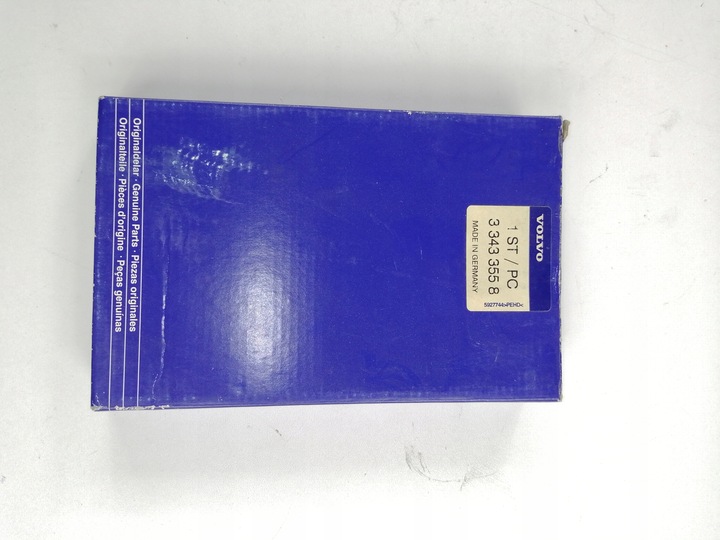 VOLVO
1 ST / PC
3 343 355 8
MADE IN GERMANY
5927744>PEHD<
Originaldelar · Genuine Parts · Piezas originales
Originalteile · Pièces d'origine · Peças genuínas